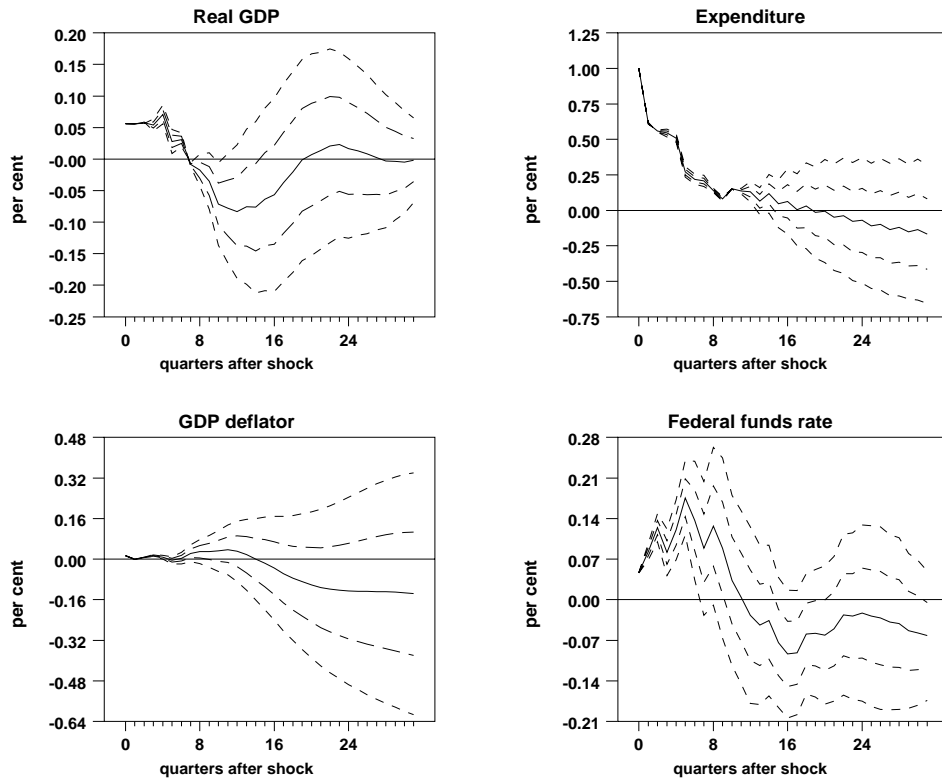 Real GDP
0.20
0.15
0.10
0.05
-0.00
-0.05
-0.10
-0.15
-0.20
-0.25
per cent
0 8 16 24
quarters after shock
Expenditure
1.25
1.00
0.75
0.50
0.25
0.00
-0.25
-0.50
-0.75
per cent
0 8 16 24
quarters after shock
GDP deflator
0.48
0.32
0.16
0.00
-0.16
-0.32
-0.48
-0.64
per cent
0 8 16 24
quarters after shock
Federal funds rate
0.28
0.21
0.14
0.07
0.00
-0.07
-0.14
-0.21
per cent
0 8 16 24
quarters after shock